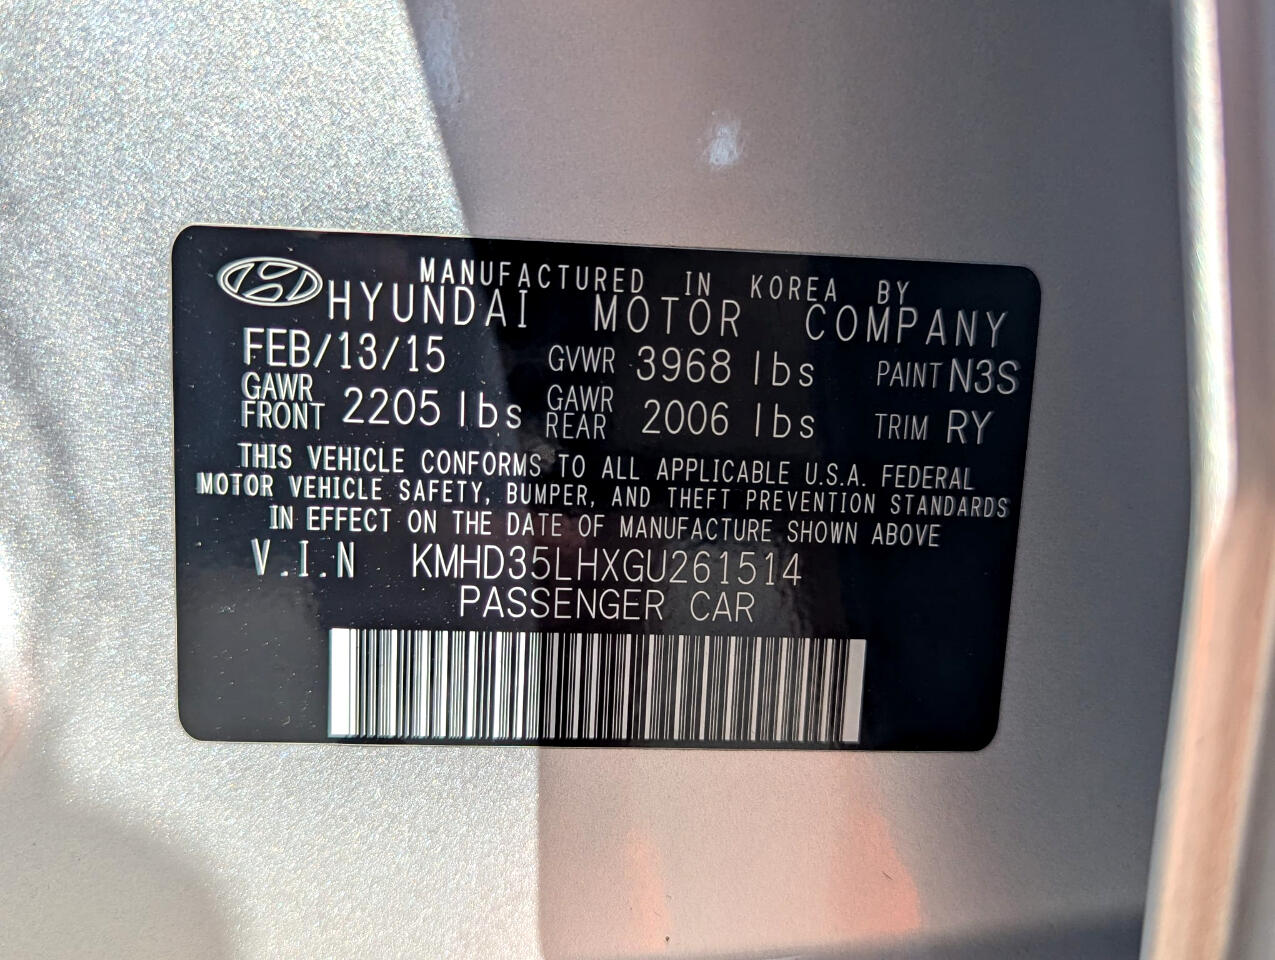 MANUFACTURED IN KOREA BY
HYUNDAI MOTOR COMPANY
FEB/13/15 GVWR 3968 lbs PAINT N3S
GAWR FRONT 2205 lbs GAWR REAR 2006 lbs TRIM RY
THIS VEHICLE CONFORMS TO ALL APPLICABLE U.S.A. FEDERAL
MOTOR VEHICLE SAFETY, BUMPER, AND THEFT PREVENTION STANDARDS
IN EFFECT ON THE DATE OF MANUFACTURE SHOWN ABOVE
V.I.N KMHD35LHXGU261514
PASSENGER CAR